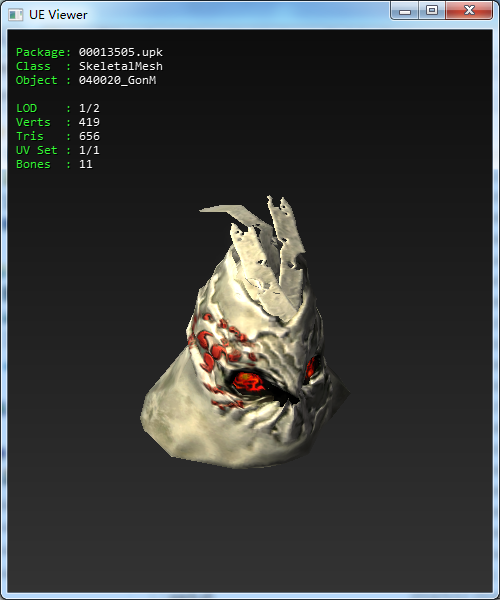 UE Viewer
Package: 00013505.upk
Class : SkeletalMesh
Object : 040020_GonM
LOD : 1/2
Verts : 419
Tris : 656
UV Set : 1/1
Bones : 11